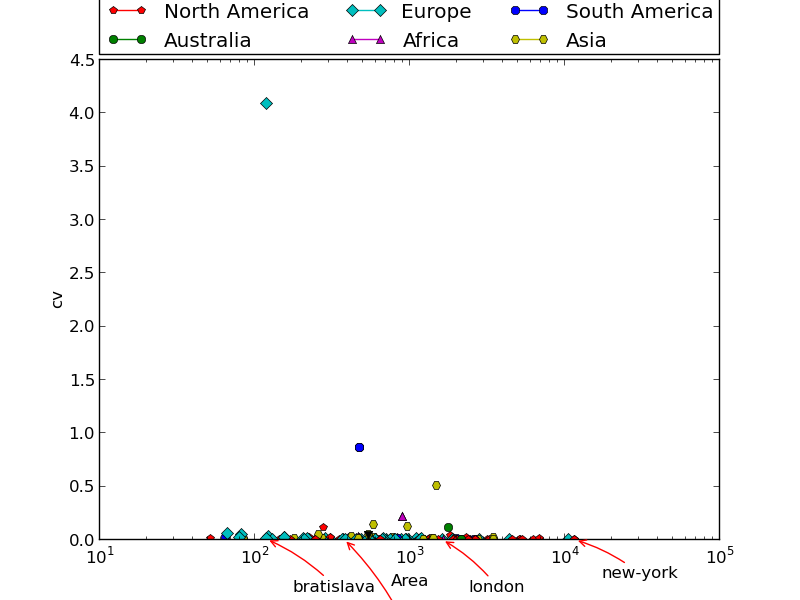 North America Europe South America
Australia Africa Asia
4.5
4.0
3.5
3.0
2.5
2.0
1.5
1.0
0.5
0.0
cv
10^1 10^2 10^3 10^4 10^5
Area
bratislava london new-york